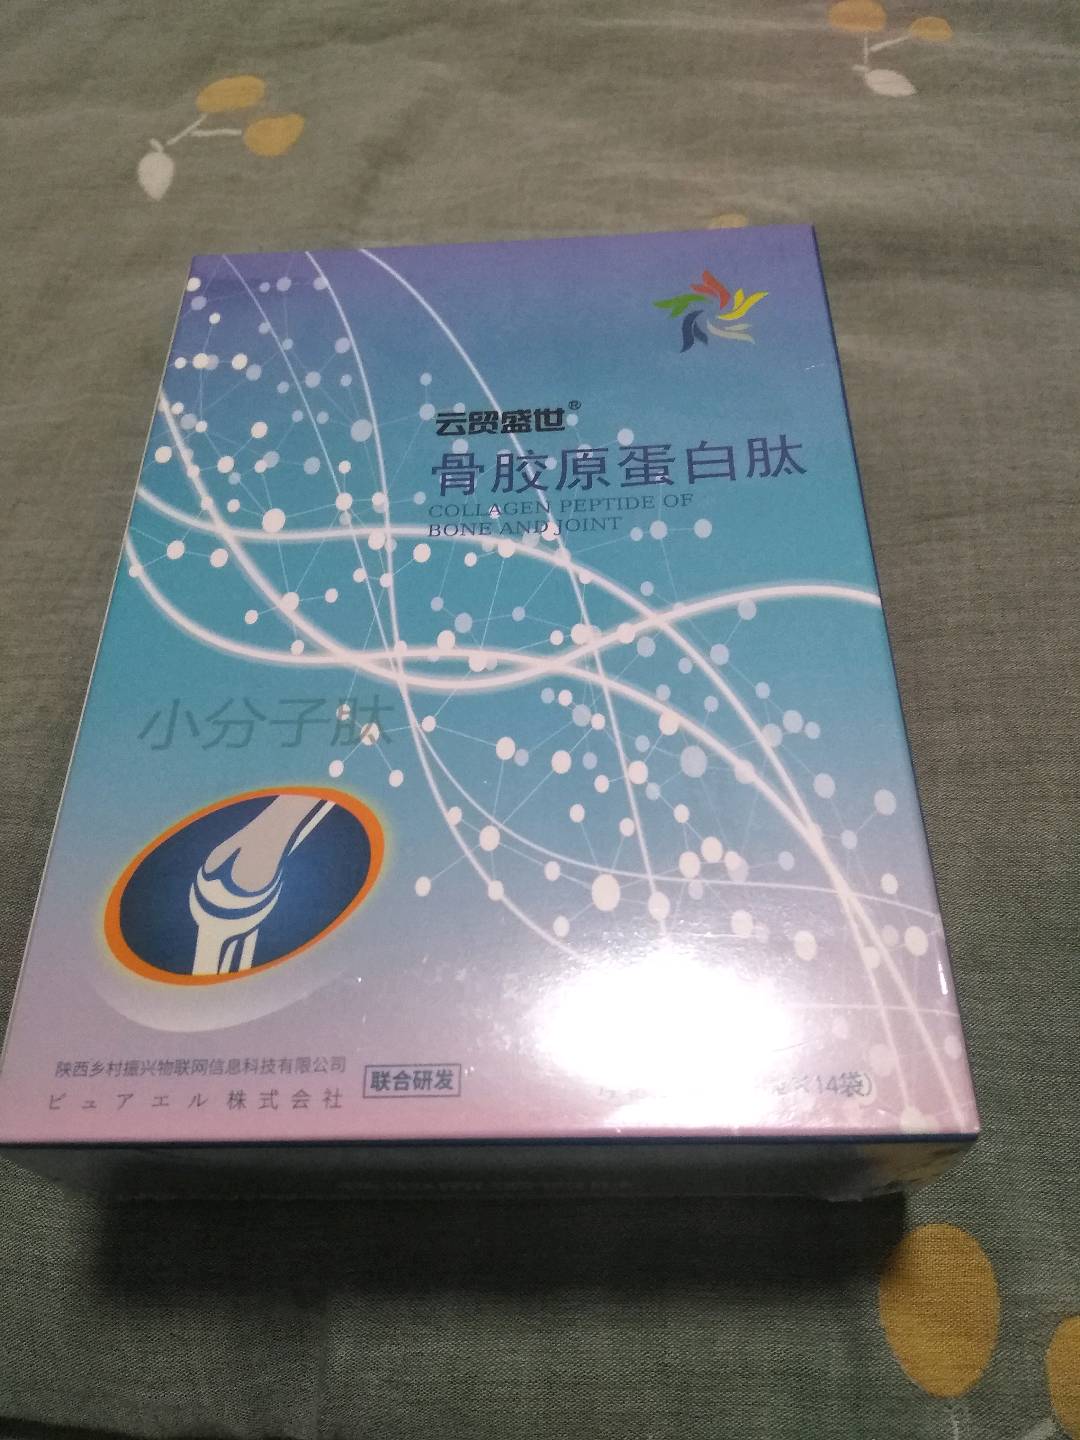 云贸盛世®
骨胶原蛋白肽
COLLAGEN PEPTIDE OF
BONE AND JOINT
小分子肽
陕西乡村振兴物联网信息科技有限公司
ピュアエル株式会社
联合研发
14袋)